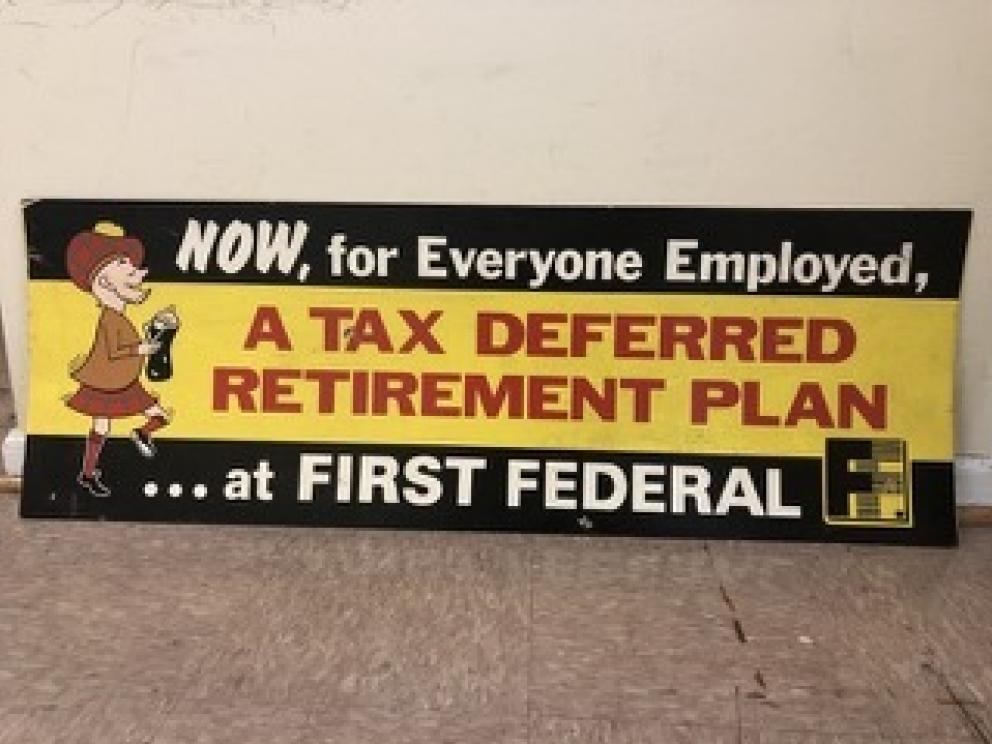 NOW, for Everyone Employed,
A TAX DEFERRED
RETIREMENT PLAN
...at FIRST FEDERAL
F